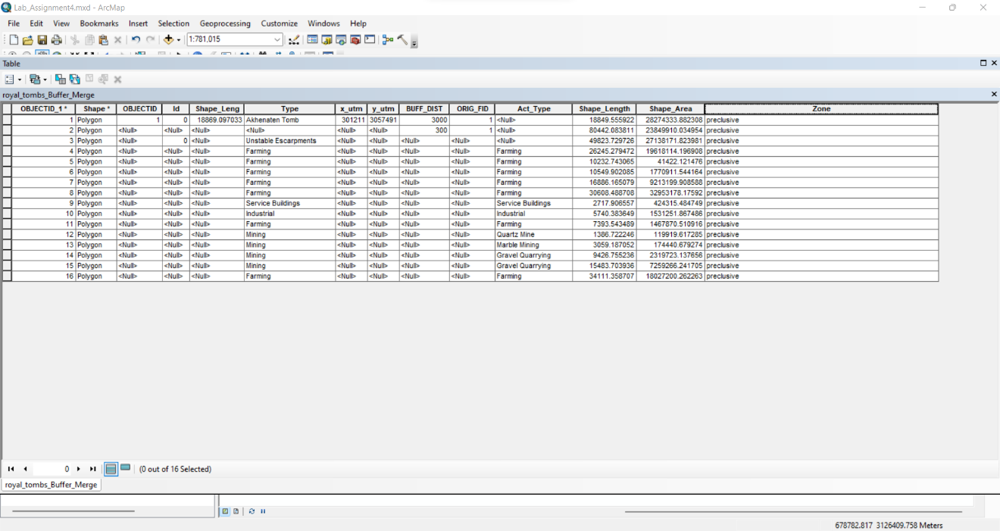 Lab_Assignment4.mxd - ArcMap
File Edit View Bookmarks Insert Selection Geoprocessing Customize Windows Help
1:781.015
Table
royal_tombs_Buffer_Merge
OBJECTID_1 * Shape * OBJECTID Id Shape_Leng Type x_utm y_utm BUFF_DIST ORIG_FID Act_Type Shape_Length Shape_Area Zone
1 Polygon 1 0 18869.097033 Akhenaten Tomb 301211 3057491 3000 1 <Null> 18849.555922 28274333.882308 preclusive
2 Polygon <Null> <Null> <Null> <Null> <Null> <Null> 300 1 <Null> 80442.083811 23849910.034954 preclusive
3 Polygon <Null> 0 <Null> Unstable Escarpments <Null> <Null> <Null> <Null> <Null> 49823.729726 27138171.823981 preclusive
4 Polygon <Null> <Null> <Null> Farming <Null> <Null> <Null> <Null> Farming 26245.279472 19618114.196908 preclusive
5 Polygon <Null> <Null> <Null> Farming <Null> <Null> <Null> <Null> Farming 10232.743065 41422.121476 preclusive
6 Polygon <Null> <Null> <Null> Farming <Null> <Null> <Null> <Null> Farming 10549.902085 1770911.544164 preclusive
7 Polygon <Null> <Null> <Null> Farming <Null> <Null> <Null> <Null> Farming 16886.165079 9213199.908588 preclusive
8 Polygon <Null> <Null> <Null> Farming <Null> <Null> <Null> <Null> Farming 30608.488708 32953178.17592 preclusive
9 Polygon <Null> <Null> <Null> Service Buildings <Null> <Null> <Null> <Null> Service Buildings 2717.906557 424315.484749 preclusive
10 Polygon <Null> <Null> <Null> Industrial <Null> <Null> <Null> <Null> Industrial 5740.383649 1531251.867486 preclusive
11 Polygon <Null> <Null> <Null> Farming <Null> <Null> <Null> <Null> Farming 7393.543489 1467870.510916 preclusive
12 Polygon <Null> <Null> <Null> Mining <Null> <Null> <Null> <Null> Quartz Mine 1386.722246 119919.617285 preclusive
13 Polygon <Null> <Null> <Null> Mining <Null> <Null> <Null> <Null> Marble Mining 3059.187052 174440.679274 preclusive
14 Polygon <Null> <Null> <Null> Mining <Null> <Null> <Null> <Null> Gravel Quarrying 9426.755236 2319723.137656 preclusive
15 Polygon <Null> <Null> <Null> Mining <Null> <Null> <Null> <Null> Gravel Quarrying 15483.703936 7259266.241705 preclusive
16 Polygon <Null> <Null> <Null> Farming <Null> <Null> <Null> <Null> Farming 34111.358707 18027200.262263 preclusive
0 (0 out of 16 Selected)
royal_tombs_Buffer_Merge
678782.817 3126409.758 Meters